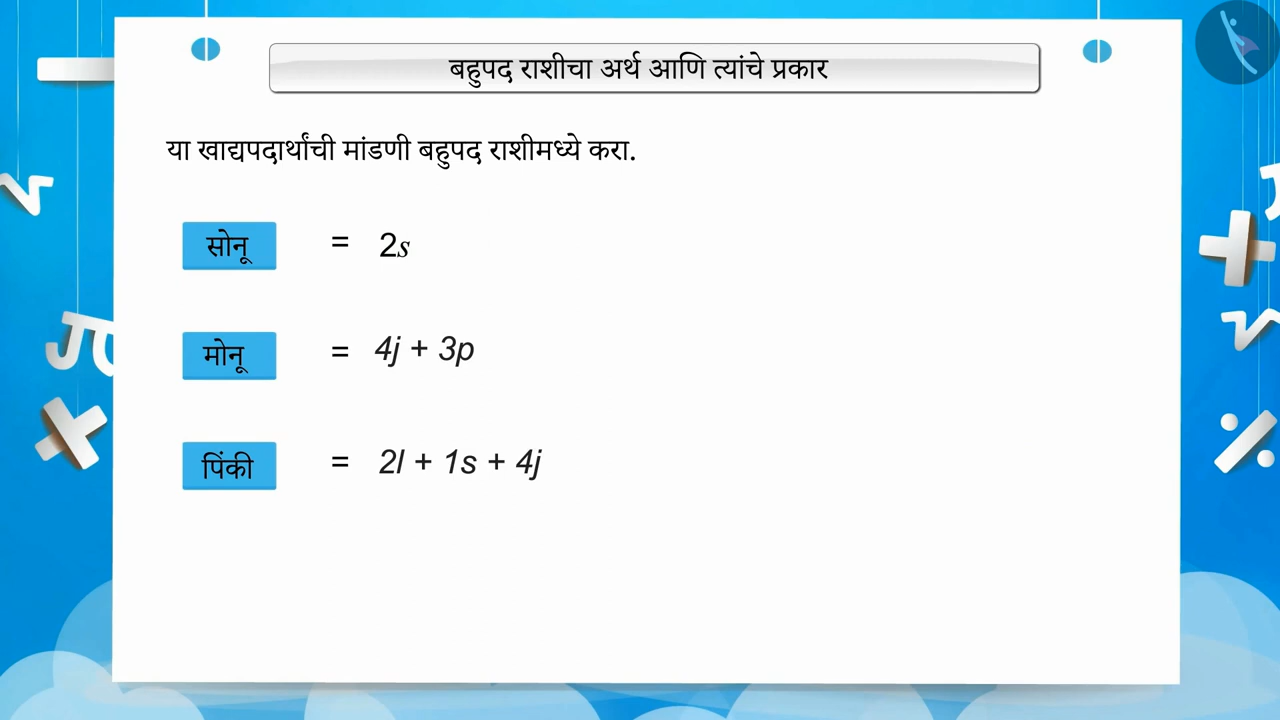 बहुपद राशीचा अर्थ आणि त्यांचे प्रकार
या खाद्यपदार्थांची मांडणी बहुपद राशीमध्ये करा.
सोनू = 2s
मोनू = 4j + 3p
पिंकी = 2l + 1s + 4j